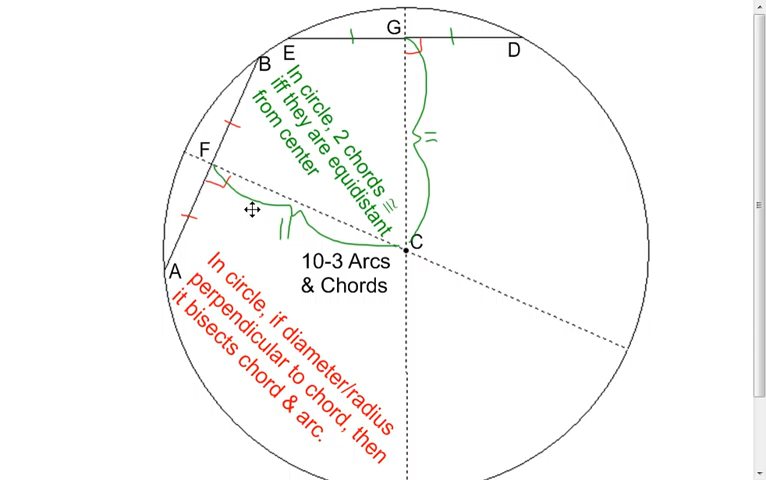 G
E
D
B
In circle, 2 chords ≅
iff they are equidistant
from center
F
C
10-3 Arcs
& Chords
A
In circle, if diameter/radius
perpendicular to chord, then
it bisects chord & arc.